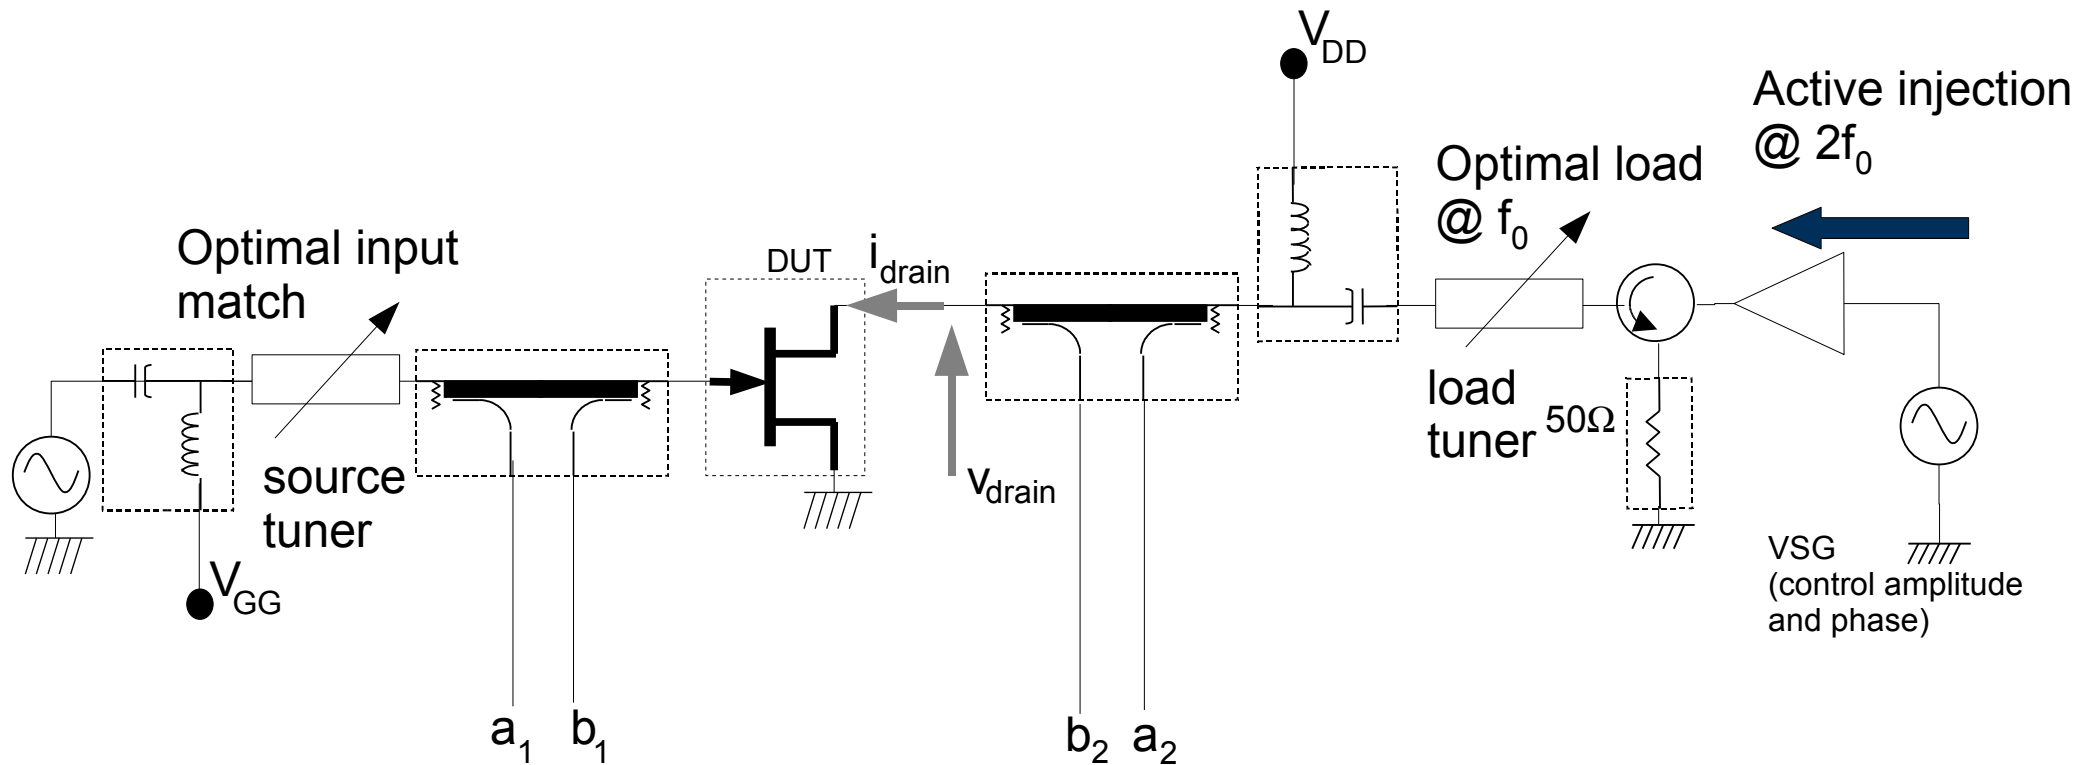 V_DD
Active injection
@ 2f_0
Optimal load
@ f_0
Optimal input
match
DUT
i_drain
load
tuner
50Ω
source
tuner
v_drain
VSG
(control amplitude
and phase)
V_GG
a_1
b_1
b_2
a_2